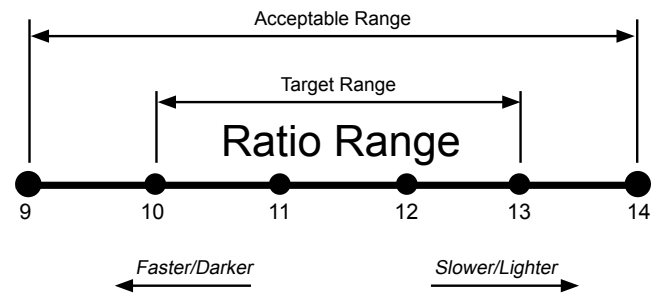 Acceptable Range
Target Range
Ratio Range
9 10 11 12 13 14
Faster/Darker Slower/Lighter